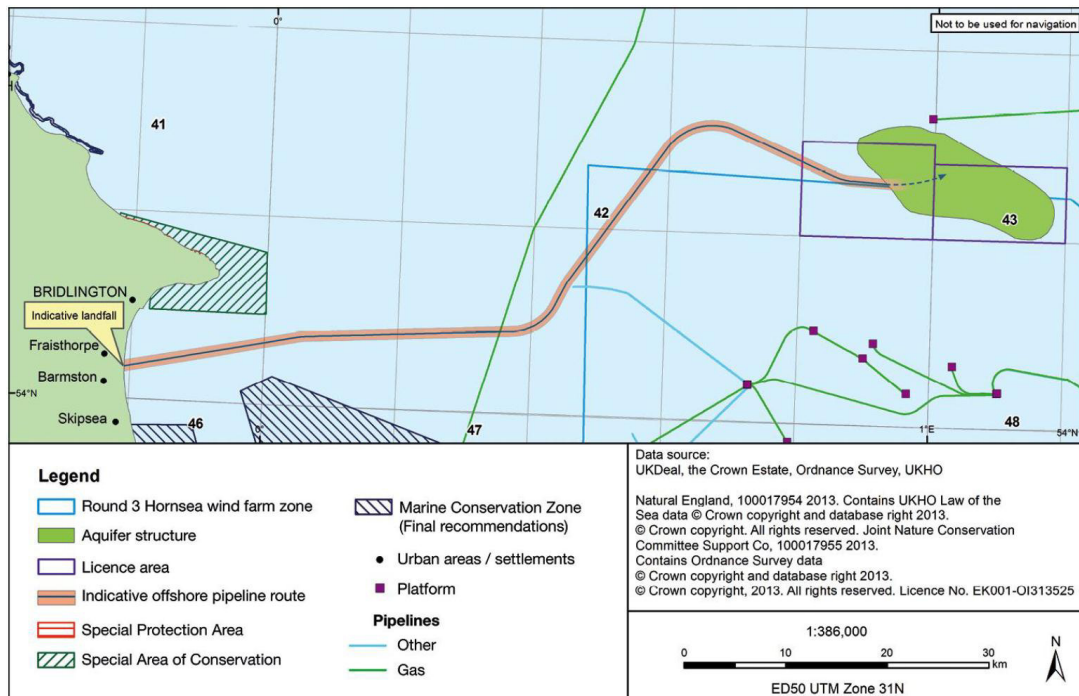 0°
Not to be used for navigation
41
42
43
BRIDLINGTON
Indicative landfall
Fraisthorpe
Barmston
54°N
Skipsea
46
0°
47
1°E
48
54°N
Legend
Round 3 Hornsea wind farm zone
Aquifer structure
Licence area
Indicative offshore pipeline route
Special Protection Area
Special Area of Conservation
Marine Conservation Zone
(Final recommendations)
Urban areas / settlements
Platform
Pipelines
Other
Gas
Data source:
UKDeal, the Crown Estate, Ordnance Survey, UKHO
Natural England, 100017954 2013. Contains UKHO Law of the
Sea data © Crown copyright and database right 2013.
© Crown copyright. All rights reserved. Joint Nature Conservation
Committee Support Co, 100017955 2013.
Contains Ordnance Survey data
© Crown copyright and database right 2013.
© Crown copyright, 2013. All rights reserved. Licence No. EK001-OI313525
1:386,000
0 10 20 30
km
N
ED50 UTM Zone 31N